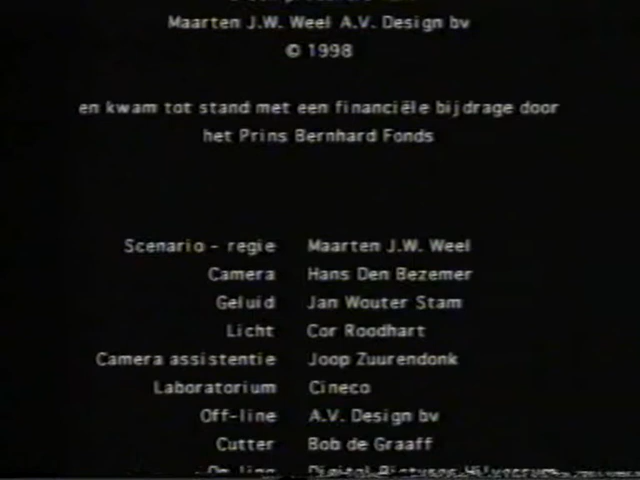 Maarten J.W. Weel A.V. Design bv
© 1998
en kwam tot stand met een financiële bijdrage door
het Prins Bernhard Fonds
Scenario - regie Maarten J.W. Weel
Camera Hans Den Bezemer
Geluid Jan Wouter Stam
Licht Cor Roodhart
Camera assistentie Joop Zuurendonk
Laboratorium Cineco
Off-line A.V. Design bv
Cutter Bob de Graaff